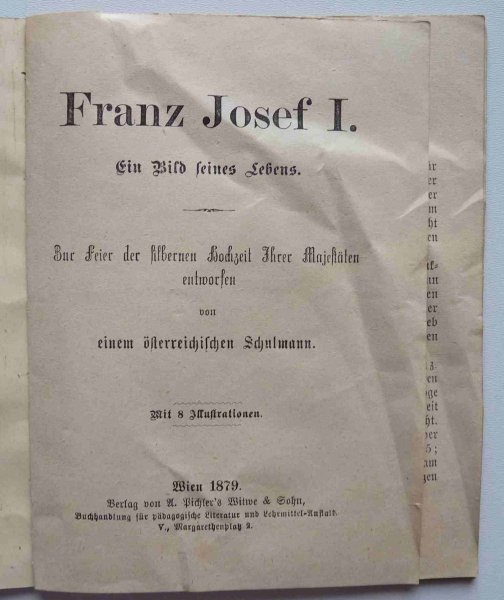 Franz Josef I.
Ein Bild seines Lebens.
Zur Feier der silbernen Hochzeit Ihrer Majestäten
entworfen
von
einem österreichischen Schulmann.
Mit 8 Illustrationen.
Wien 1879.
Verlag von A. Pichler's Witwe & Sohn,
Buchhandlung für pädagogische Literatur und Lehrmittel-Anstalt.
V., Margarethenplatz 2.